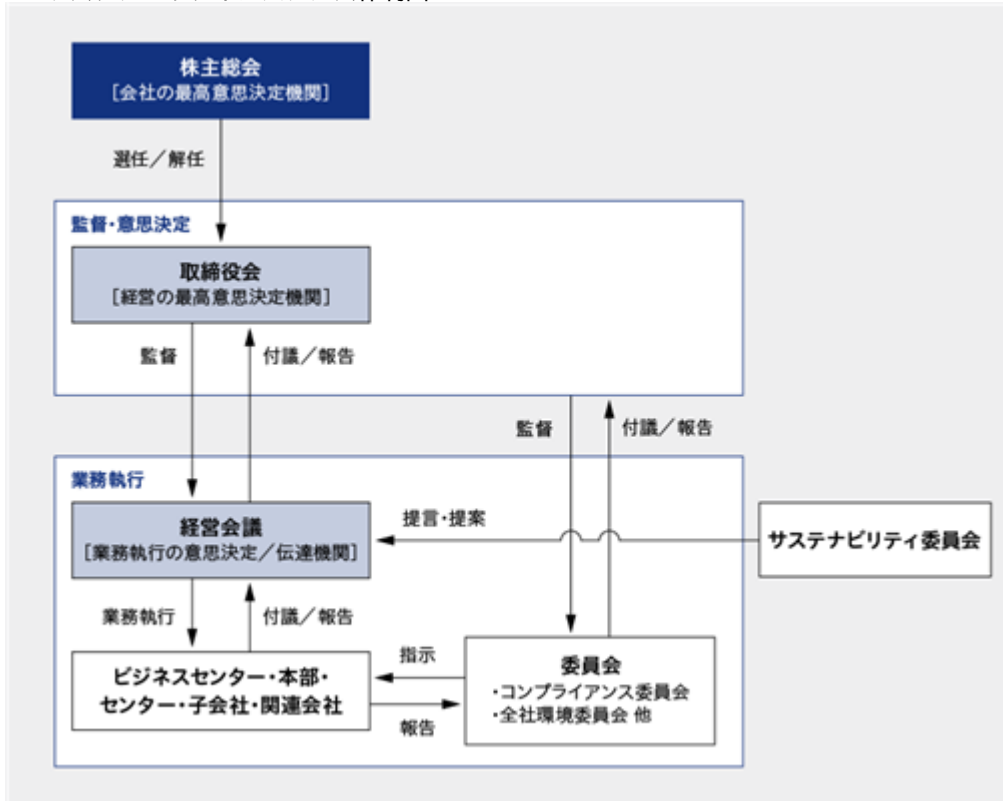 株主総会
［会社の最高意思決定機関］
選任／解任
監督・意思決定
取締役会
［経営の最高意思決定機関］
監督
付議／報告
監督
付議／報告
業務執行
経営会議
［業務執行の意思決定／伝達機関］
提言・提案
サステナビリティ委員会
業務執行
付議／報告
ビジネスセンター・本部・
センター・子会社・関連会社
指示
報告
委員会
・コンプライアンス委員会
・全社環境委員会 他